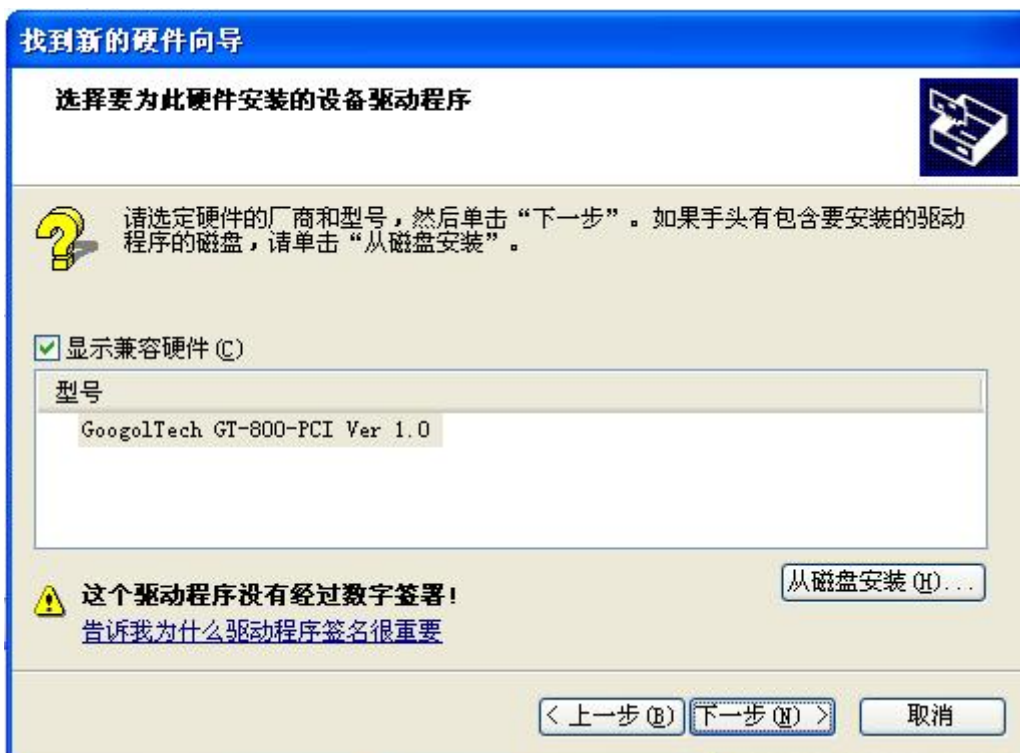 找到新的硬件向导
选择要为此硬件安装的设备驱动程序
请选定硬件的厂商和型号，然后单击“下一步”。如果手头有包含要安装的驱动
程序的磁盘，请单击“从磁盘安装”。
显示兼容硬件(C)
型号
GoogolTech GT-800-PCI Ver 1.0
这个驱动程序没有经过数字签署!
告诉我为什么驱动程序签名很重要
从磁盘安装(H)...
< 上一步(B) 下一步(N) > 取消